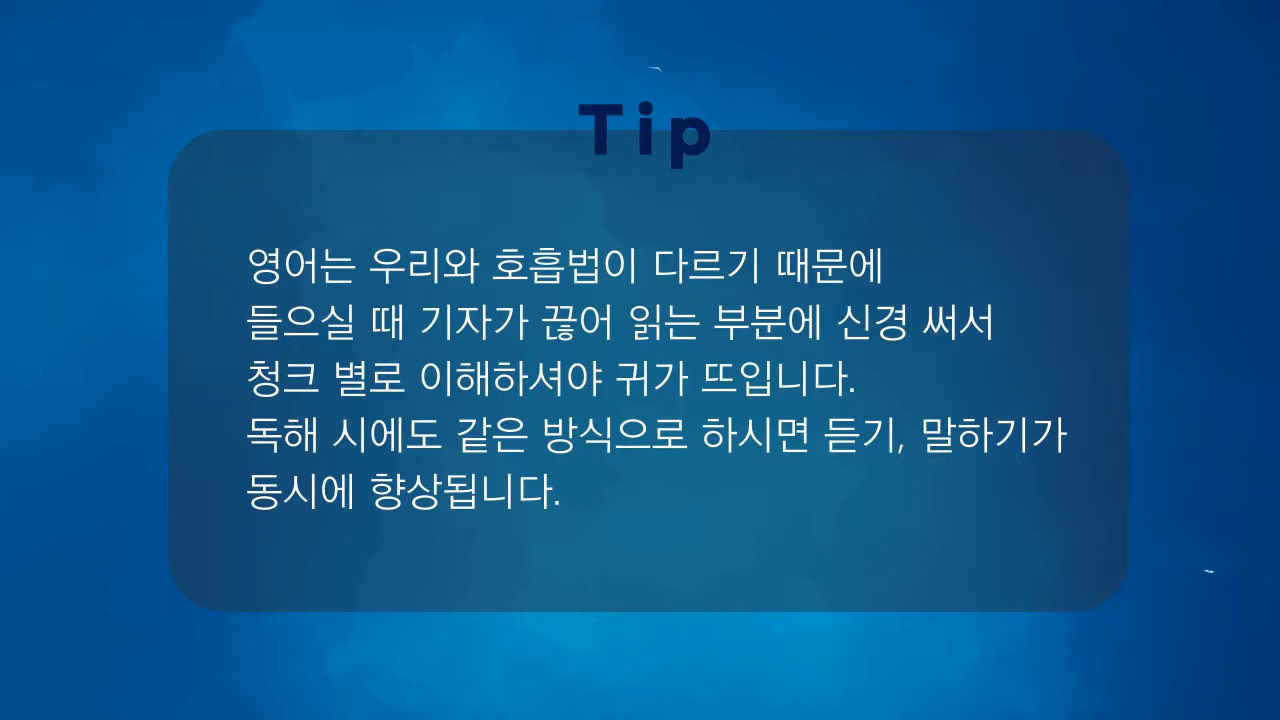 Tip
영어는 우리와 호흡법이 다르기 때문에
들으실 때 기자가 끊어 읽는 부분에 신경 써서
청크 별로 이해하셔야 귀가 뜨입니다.
독해 시에도 같은 방식으로 하시면 듣기, 말하기가
동시에 향상됩니다.